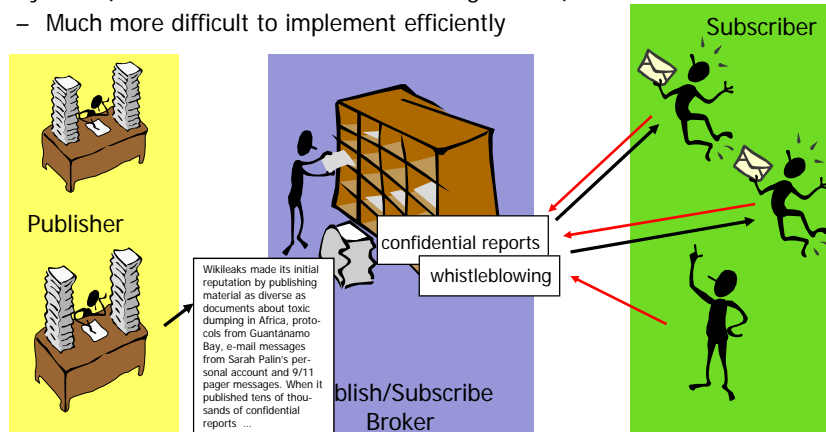 – Much more difficult to implement efficiently
Subscriber
Publisher
confidential reports
whistleblowing
Wikileaks made its initial
reputation by publishing
material as diverse as
documents about toxic
dumping in Africa, proto-
cols from Guantánamo
Bay, e-mail messages
from Sarah Palin's per-
sonal account and 9/11
pager messages. When it
published tens of thou-
sands of confidential
reports ...
blish/Subscribe
Broker